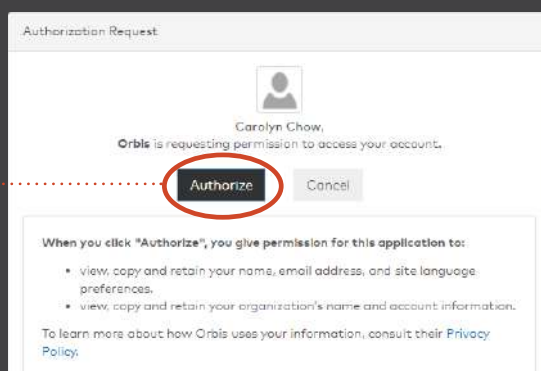 Authorization Request
Carolyn Chow,
Orbis is requesting permission to access your account.
Authorize
Cancel
When you click "Authorize", you give permission for this application to:
• view, copy and retain your name, email address, and site language
preferences.
• view, copy and retain your organization's name and account information.
To learn more about how Orbis uses your information, consult their Privacy
Policy.